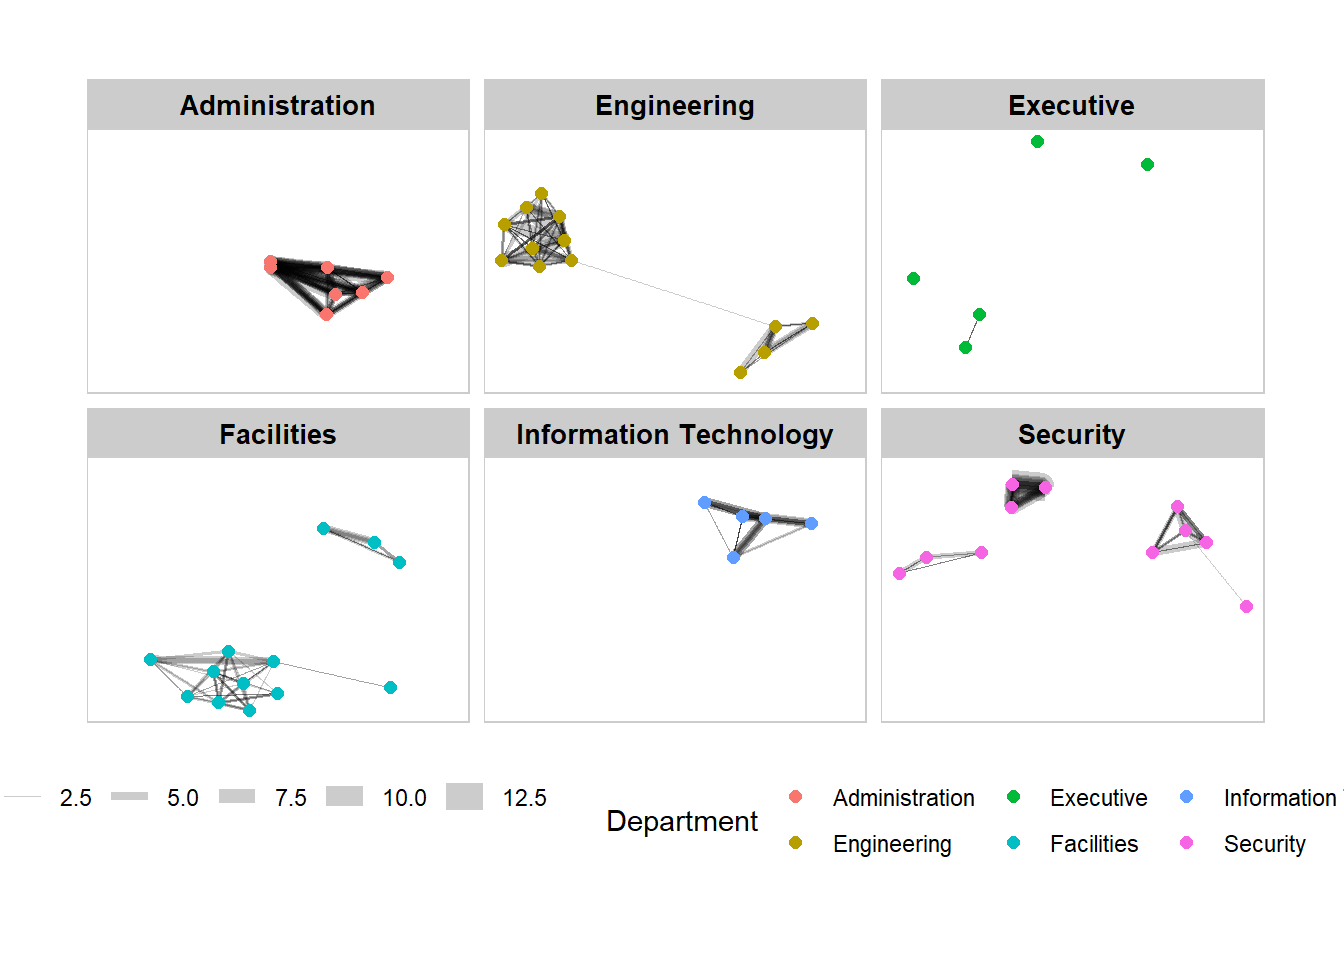 Administration
Engineering
Executive
Facilities
Information Technology
Security
2.5 5.0 7.5 10.0 12.5
Department
Administration Executive Information
Engineering Facilities Security